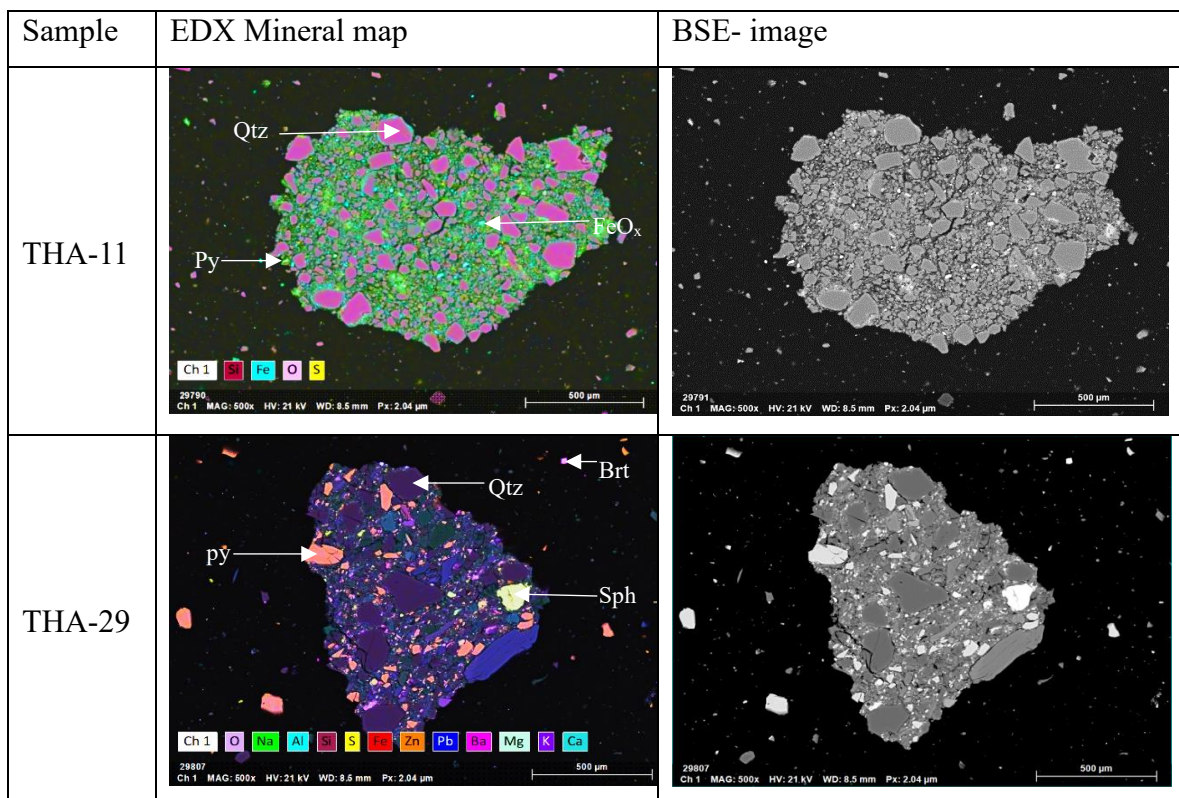 Sample EDX Mineral map BSE- image
THA-11
Qtz
FeOx
Py
Ch 1 Si Fe O S
29790
Ch 1 MAG: 500x HV: 21 kV WD: 8.5 mm Px: 2.04 µm 500 µm
29791
Ch 1 MAG: 500x HV: 21 kV WD: 8.5 mm Px: 2.04 µm 500 µm
THA-29
Brt
Qtz
py
Sph
Ch 1 O Na Al Si S Fe Zn Pb Ba Mg K Ca
29807
Ch 1 MAG: 500x HV: 21 kV WD: 8.5 mm Px: 2.04 µm 500 µm
29807
Ch 1 MAG: 500x HV: 21 kV WD: 8.5 mm Px: 2.04 µm 500 µm